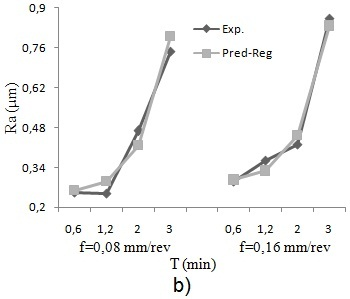 0,9
0,76
0,62
0,48
0,34
0,2
Ra (µm)
Exp.
Pred-Reg
0,6 1,2 2 3 0,6 1,2 2 3
f=0,08 mm/rev f=0,16 mm/rev
T (min)
b)